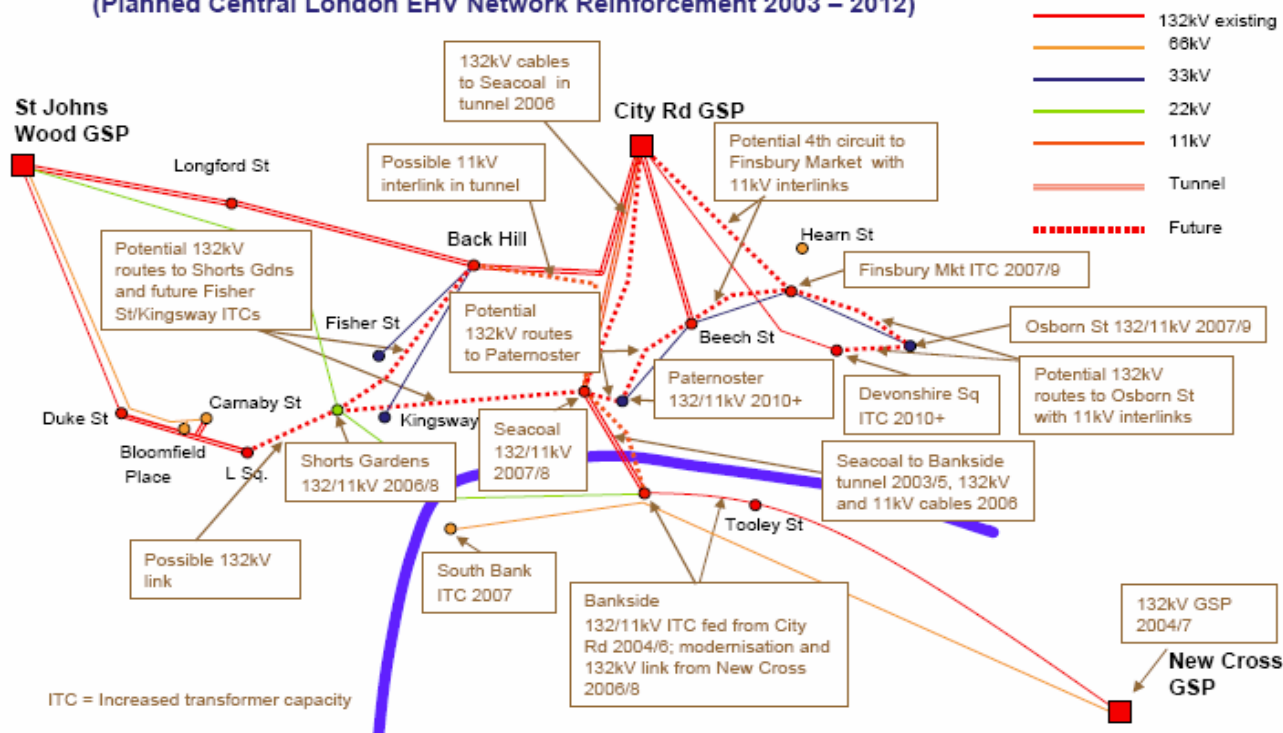 (Planned Central London EHV Network Reinforcement 2003 – 2012)
132kV existing
66kV
33kV
22kV
11kV
Tunnel
Future
St Johns
Wood GSP
Longford St
132kV cables
to Seacoal in
tunnel 2006
City Rd GSP
Possible 11kV
interlink in tunnel
Potential 4th circuit to
Finsbury Market with
11kV interlinks
Potential 132kV
routes to Shorts Gdns
and future Fisher
St/Kingsway ITCs
Back Hill
Hearn St
Finsbury Mkt ITC 2007/9
Fisher St
Potential
132kV routes
to Paternoster
Beech St
Osborn St 132/11kV 2007/9
Duke St
Carnaby St
Bloomfield
Place
L Sq.
Kingsway
Paternoster
132/11kV 2010+
Devonshire Sq
ITC 2010+
Potential 132kV
routes to Osborn St
with 11kV interlinks
Shorts Gardens
132/11kV 2006/8
Seacoal
132/11kV
2007/8
Seacoal to Bankside
tunnel 2003/5, 132kV
and 11kV cables 2006
Tooley St
Possible 132kV
link
South Bank
ITC 2007
Bankside
132/11kV ITC fed from City
Rd 2004/6; modernisation and
132kV link from New Cross
2006/8
132kV GSP
2004/7
New Cross
GSP
ITC = Increased transformer capacity